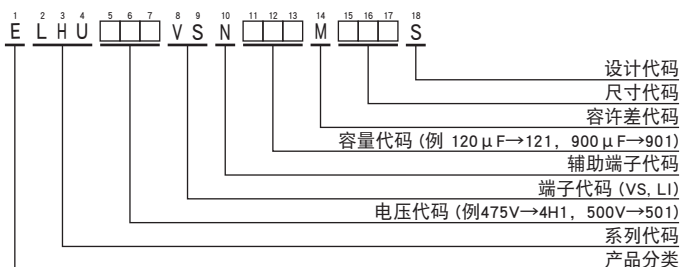 1 2 3 4 5 6 7 8 9 10 11 12 13 14 15 16 17 18
E L H U □□□ V S N □□□ M □□□ S
设计代码
尺寸代码
容许差代码
容量代码 (例 120μF→121, 900μF→901)
辅助端子代码
端子代码 (VS, LI)
电压代码 (例475V→4H1, 500V→501)
系列代码
产品分类